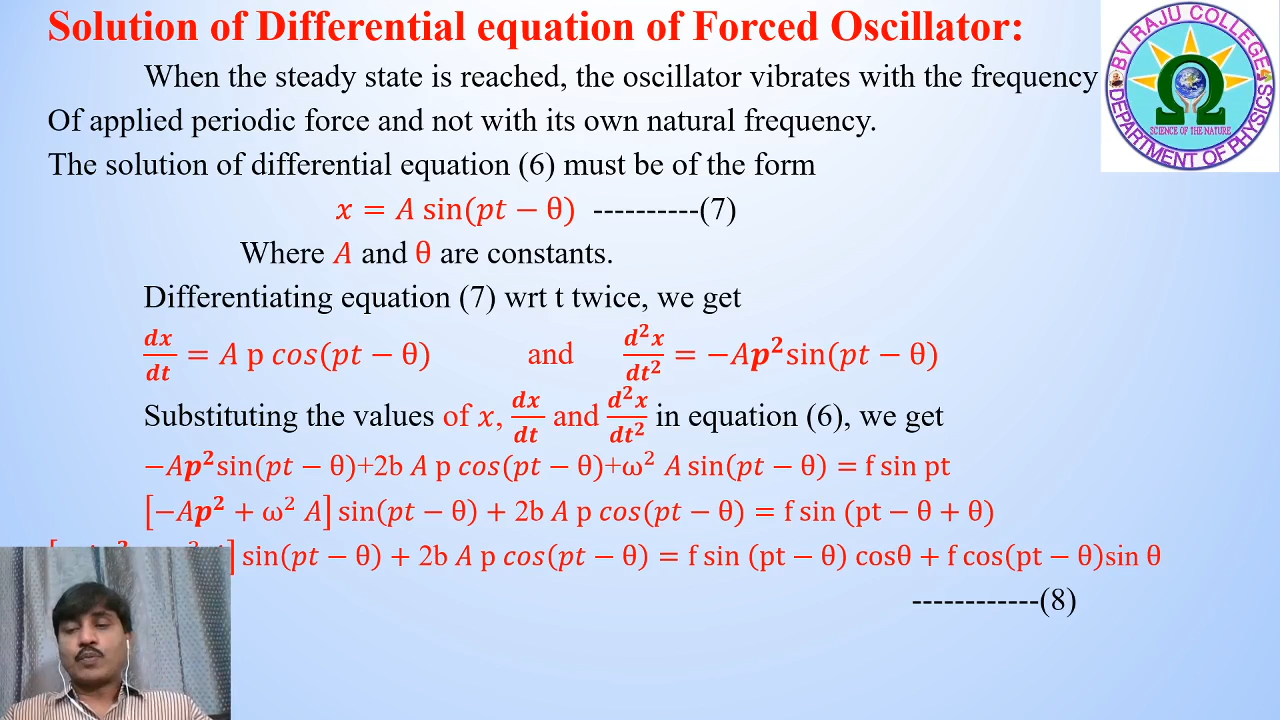 Solution of Differential equation of Forced Oscillator:
When the steady state is reached, the oscillator vibrates with the frequency
Of applied periodic force and not with its own natural frequency.
The solution of differential equation (6) must be of the form
x = A sin(pt − θ) ----------(7)
Where A and θ are constants.
Differentiating equation (7) wrt t twice, we get
dx/dt = A p cos(pt − θ) and d²x/dt² = −Ap²sin(pt − θ)
Substituting the values of x, dx/dt and d²x/dt² in equation (6), we get
−Ap²sin(pt − θ)+2b A p cos(pt − θ)+ω² A sin(pt − θ) = f sin pt
[−Ap² + ω² A] sin(pt − θ) + 2b A p cos(pt − θ) = f sin (pt − θ + θ)
] sin(pt − θ) + 2b A p cos(pt − θ) = f sin (pt − θ) cosθ + f cos(pt − θ)sin θ
------------(8)
BV RAJU COLLEGE
Ω
SCIENCE OF THE NATURE
DEPARTMENT OF PHYSICS